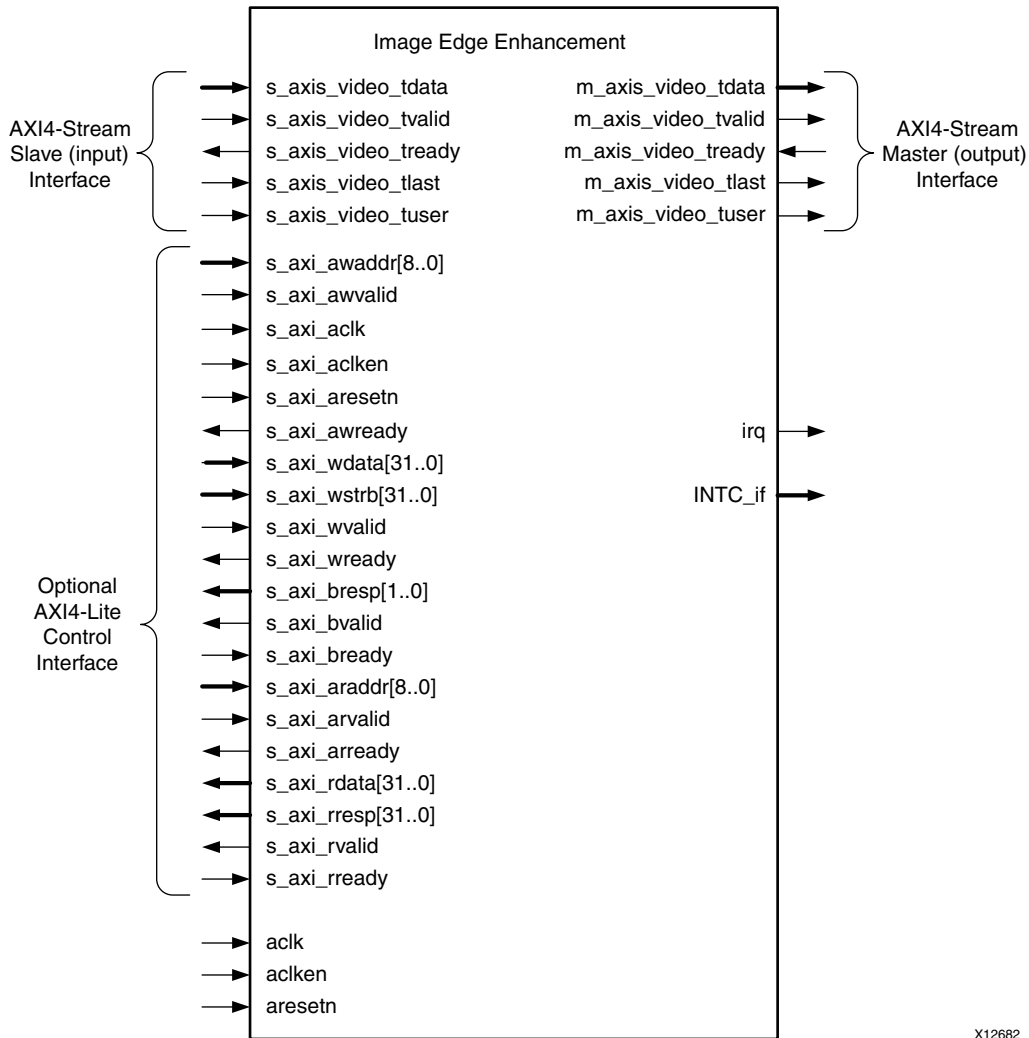 Image Edge Enhancement
AXI4-Stream
Slave (input)
Interface
s_axis_video_tdata
s_axis_video_tvalid
s_axis_video_tready
s_axis_video_tlast
s_axis_video_tuser
m_axis_video_tdata
m_axis_video_tvalid
m_axis_video_tready
m_axis_video_tlast
m_axis_video_tuser
AXI4-Stream
Master (output)
Interface
Optional
AXI4-Lite
Control
Interface
s_axi_awaddr[8..0]
s_axi_awvalid
s_axi_aclk
s_axi_aclken
s_axi_aresetn
s_axi_awready
s_axi_wdata[31..0]
s_axi_wstrb[31..0]
s_axi_wvalid
s_axi_wready
s_axi_bresp[1..0]
s_axi_bvalid
s_axi_bready
s_axi_araddr[8..0]
s_axi_arvalid
s_axi_arready
s_axi_rdata[31..0]
s_axi_rresp[31..0]
s_axi_rvalid
s_axi_rready
irq
INTC_if
aclk
aclken
aresetn
X12682